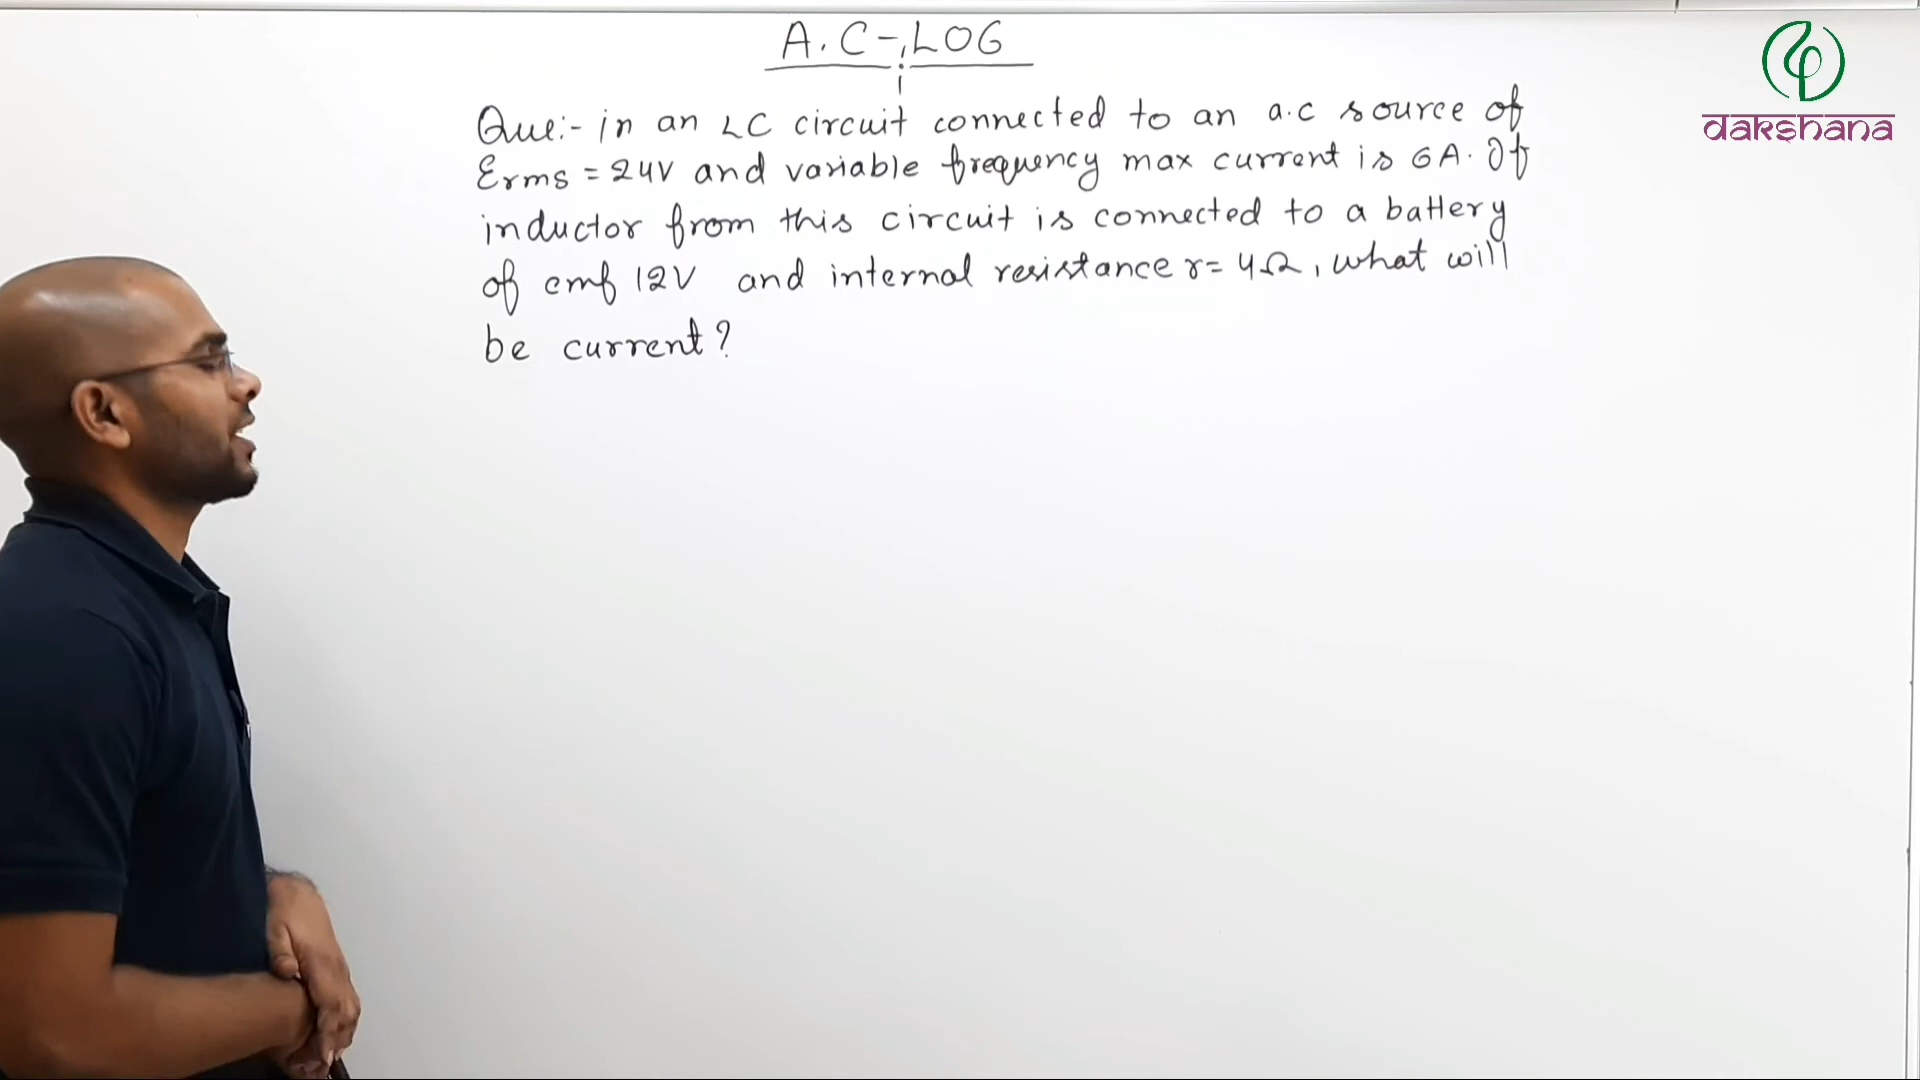 A.C-LOG
Que:- in an LC circuit connected to an a.c source of
Erms = 24V and variable frequency max current is 6A. If
inductor from this circuit is connected to a battery
of emf 12V and internal resistance r= 4Ω, what will
be current?
dakshana